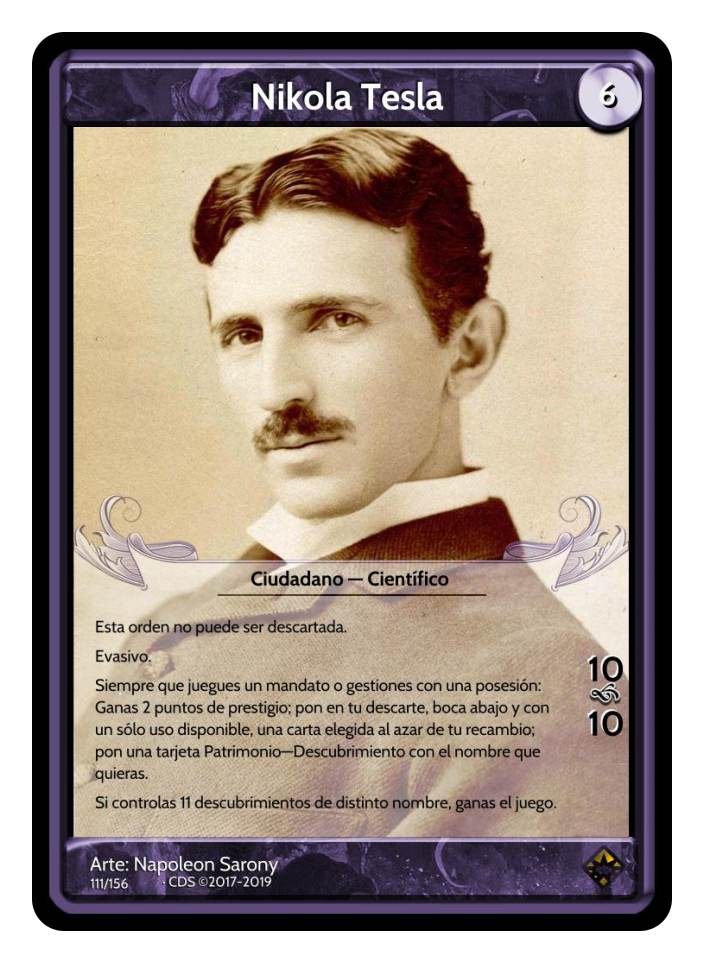 Nikola Tesla
6
Ciudadano — Científico
Esta orden no puede ser descartada.
Evasivo.
Siempre que juegues un mandato o gestiones con una posesión:
Ganas 2 puntos de prestigio; pon en tu descarte, boca abajo y con
un sólo uso disponible, una carta elegida al azar de tu recambio;
pon una tarjeta Patrimonio—Descubrimiento con el nombre que
quieras.
Si controlas 11 descubrimientos de distinto nombre, ganas el juego.
10
10
Arte: Napoleon Sarony
111/156 · CDS ©2017-2019